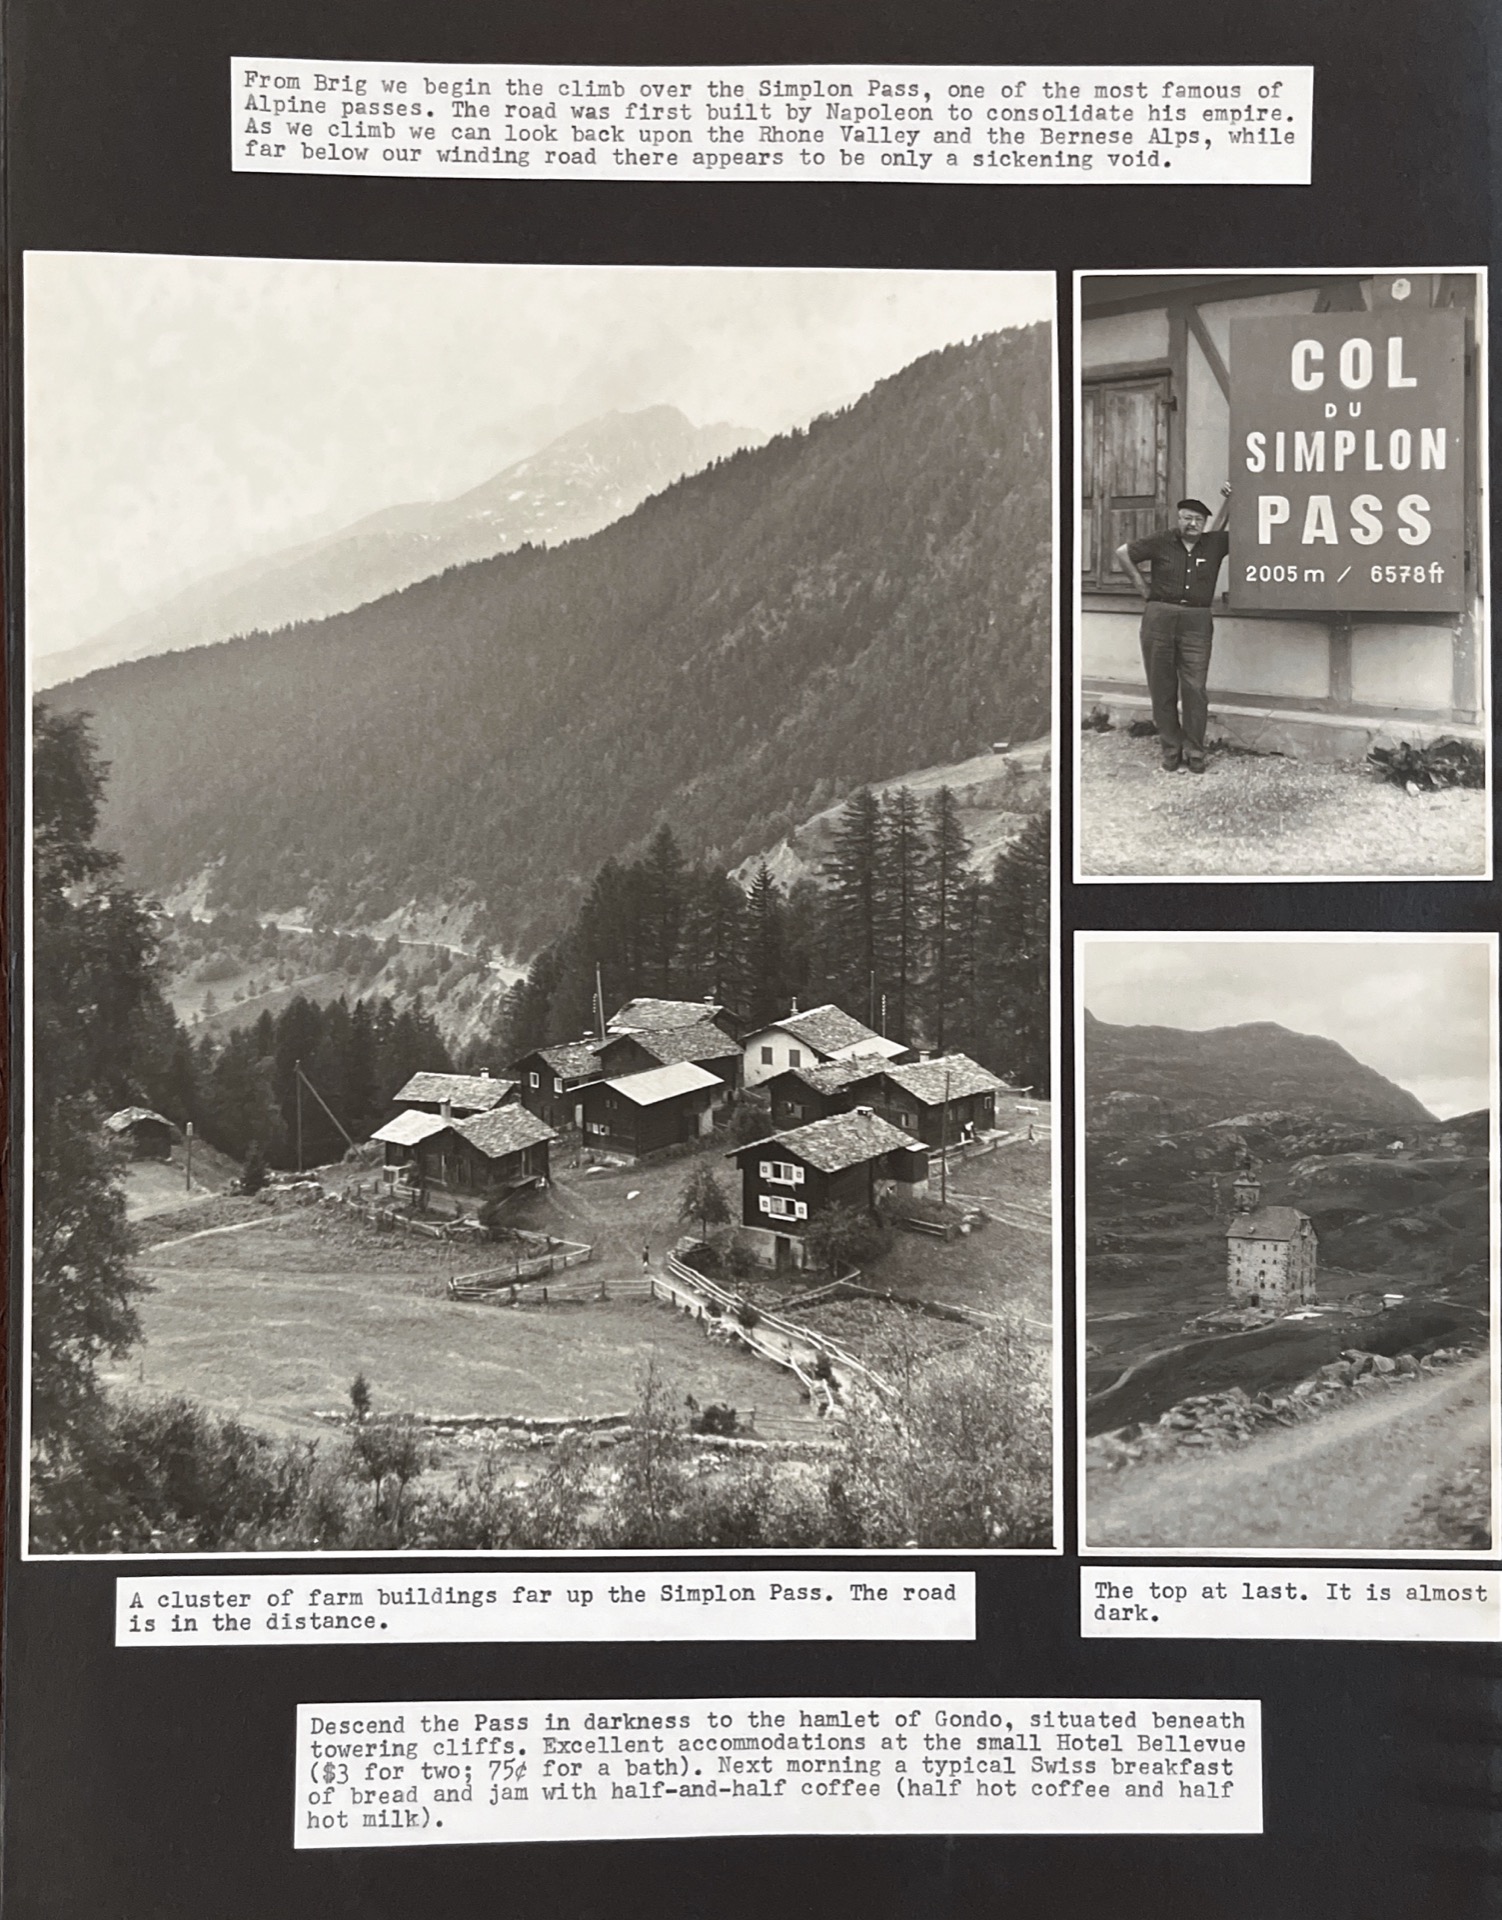 From Brig we begin the climb over the Simplon Pass, one of the most famous of
Alpine passes. The road was first built by Napoleon to consolidate his empire.
As we climb we can look back upon the Rhone Valley and the Bernese Alps, while
far below our winding road there appears to be only a sickening void.
COL
DU
SIMPLON
PASS
2005 m / 6578 ft
A cluster of farm buildings far up the Simplon Pass. The road
is in the distance.
The top at last. It is almost
dark.
Descend the Pass in darkness to the hamlet of Gondo, situated beneath
towering cliffs. Excellent accommodations at the small Hotel Bellevue
($3 for two; 75¢ for a bath). Next morning a typical Swiss breakfast
of bread and jam with half-and-half coffee (half hot coffee and half
hot milk).